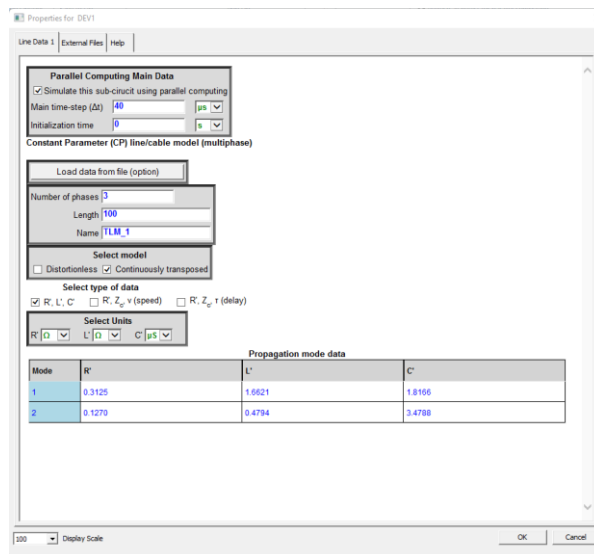 Properties for DEV1
Line Data 1 External Files Help
Parallel Computing Main Data
Simulate this sub-cirucit using parallel computing
Main time-step (Δt) 40 µs
Initialization time 0 s
Constant Parameter (CP) line/cable model (multiphase)
Load data from file (option)
Number of phases 3
Length 100
Name TLM_1
Select model
Distortionless Continuously transposed
Select type of data
R', L', C' R', Zc, v (speed) R', Zc, τ (delay)
Select Units
R' Ω L' Ω C' µS
Propagation mode data
Mode R' L' C'
1 0.3125 1.6621 1.8166
2 0.1270 0.4794 3.4788
100 Display Scale OK Cancel